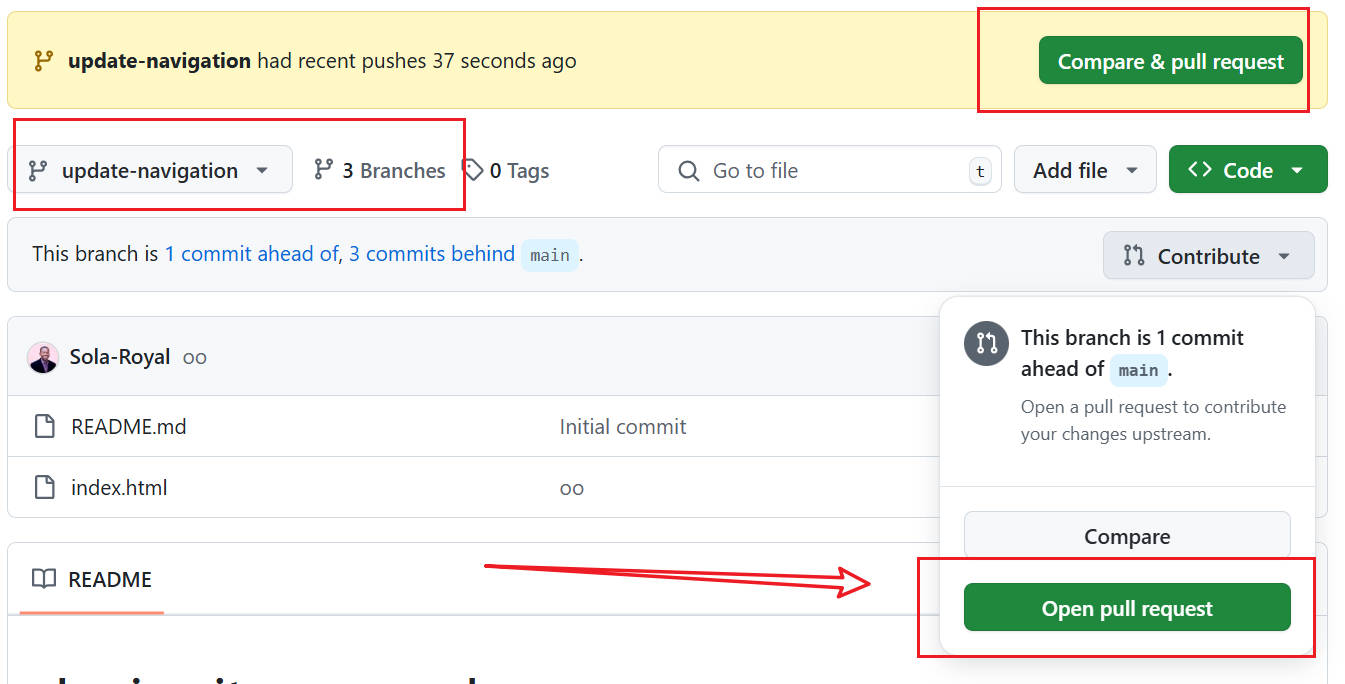 update-navigation had recent pushes 37 seconds ago
Compare & pull request
update-navigation
3 Branches
0 Tags
Go to file
t
Add file
<> Code
This branch is 1 commit ahead of, 3 commits behind main .
Contribute
This branch is 1 commit
ahead of main .
Open a pull request to contribute
your changes upstream.
Compare
Open pull request
Sola-Royal oo
README.md Initial commit
index.html oo
README